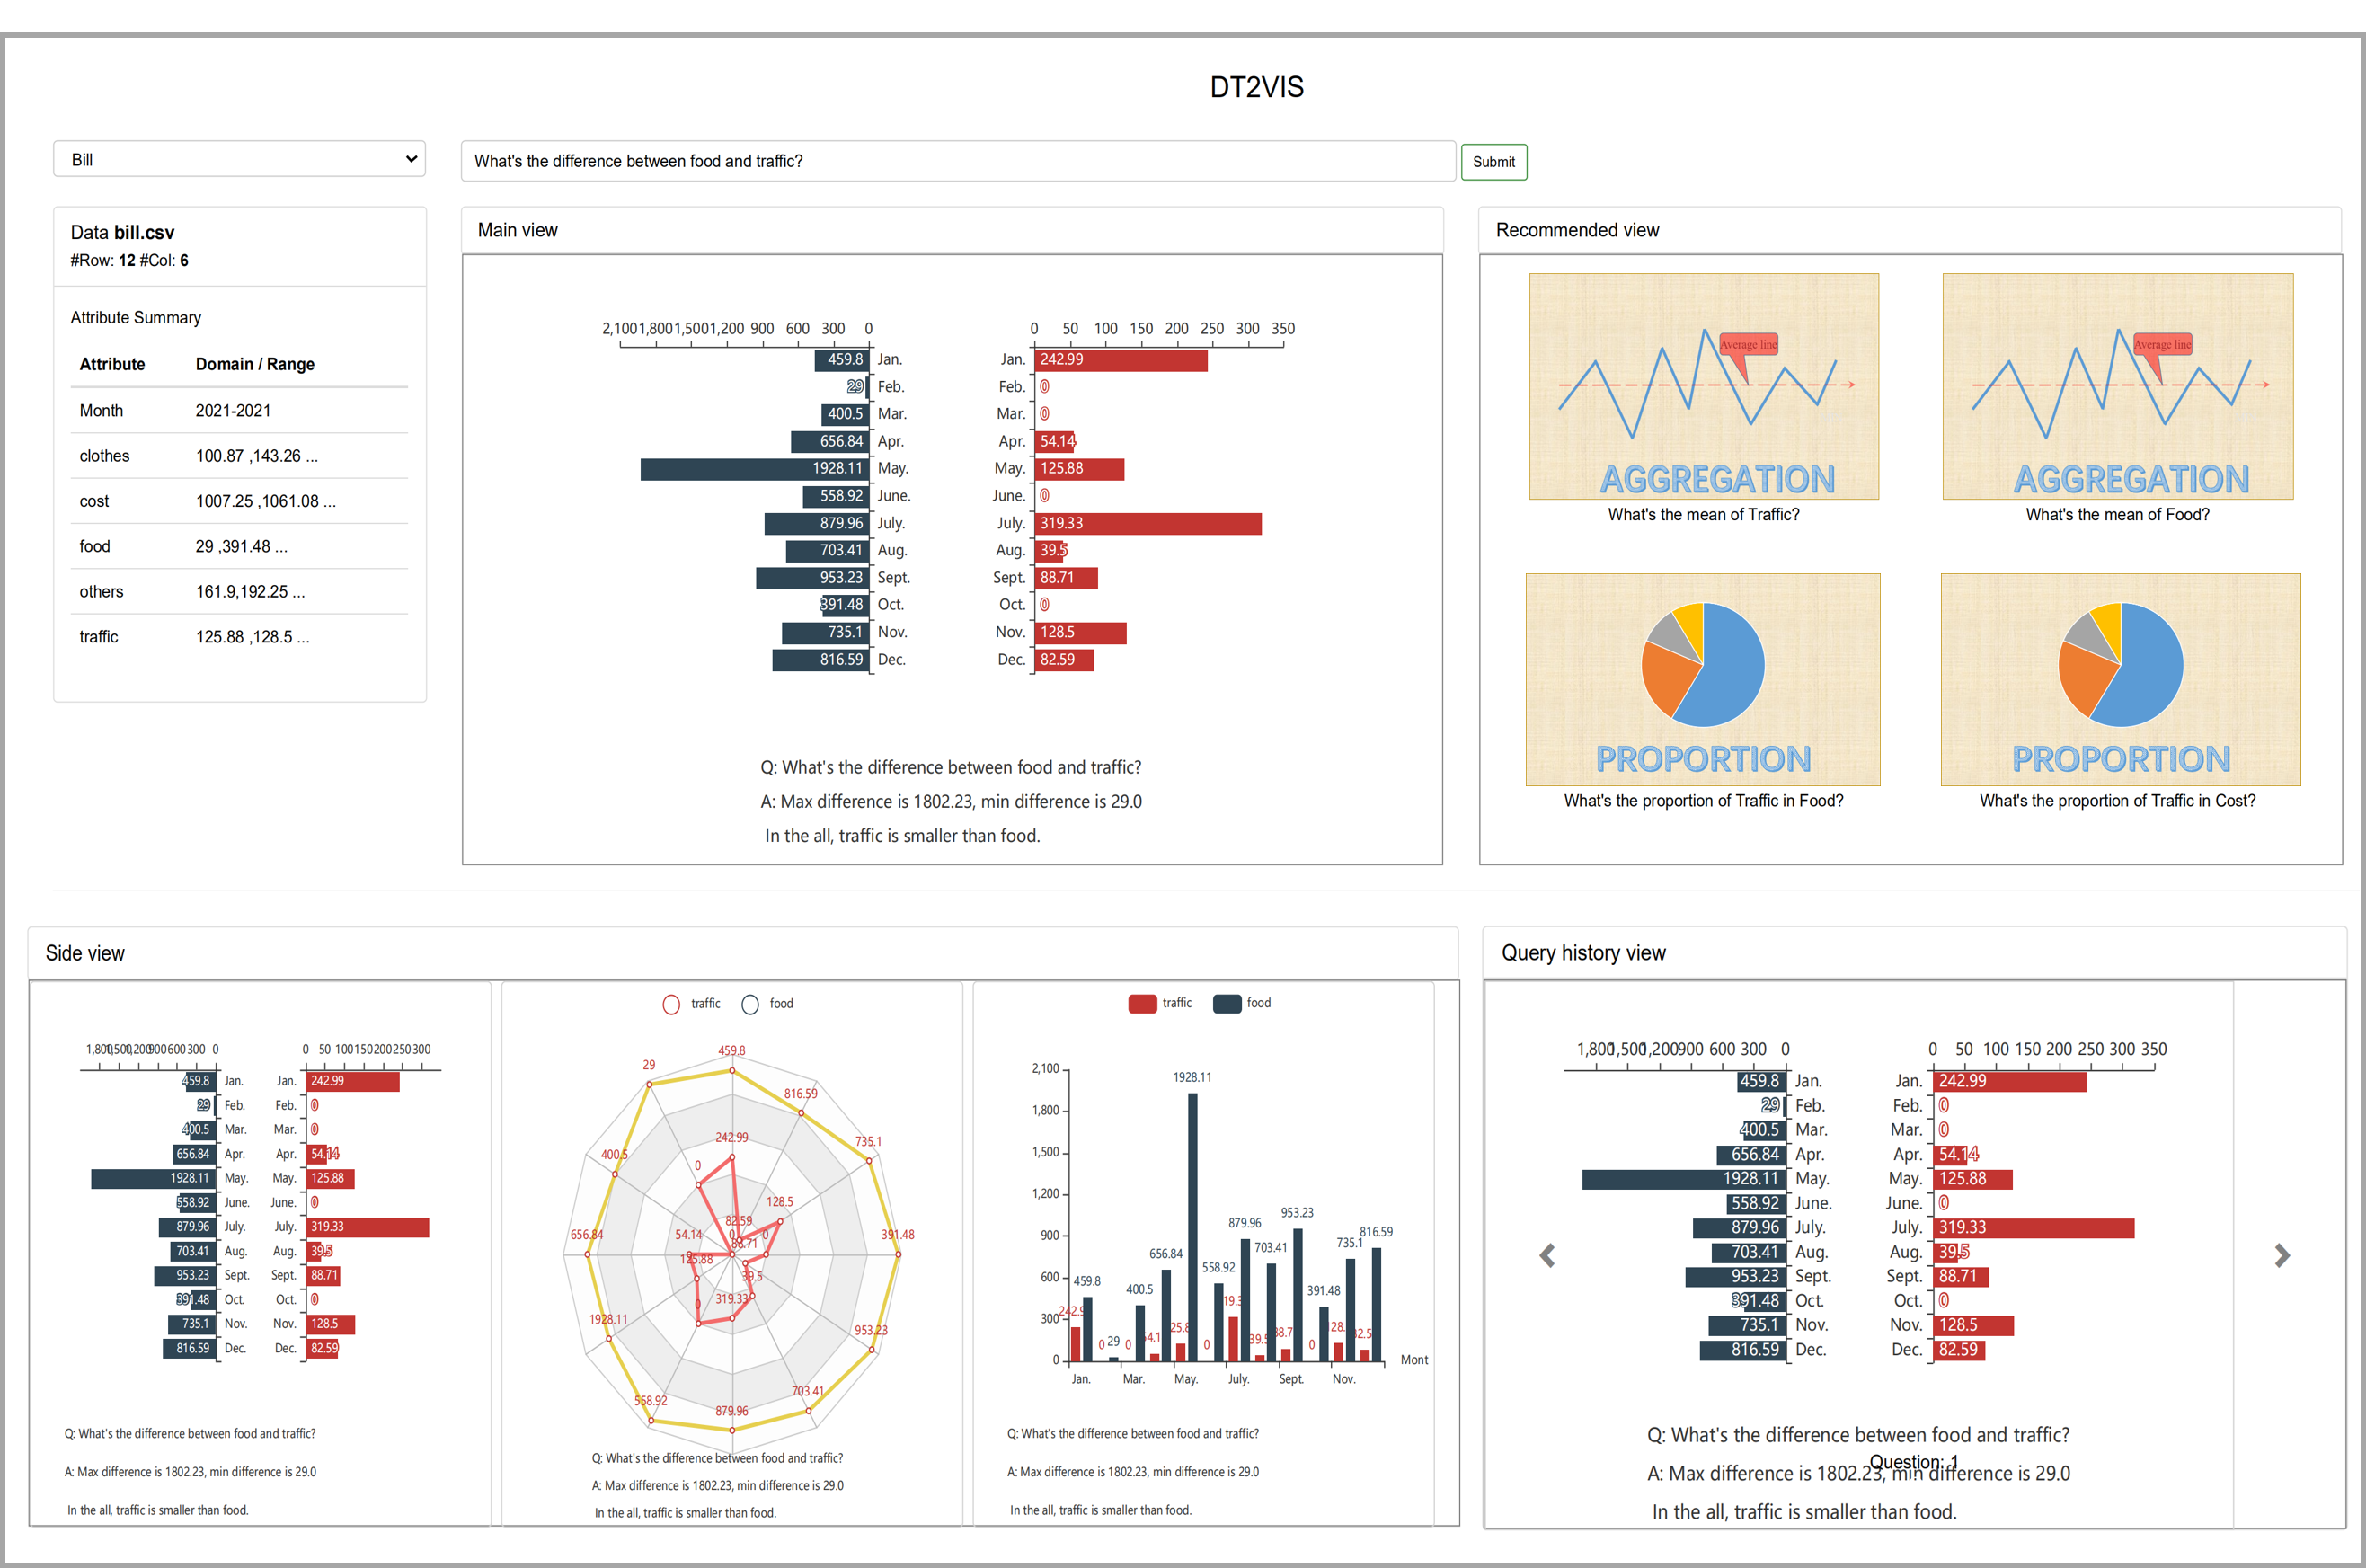 DT2VIS
Bill
What's the difference between food and traffic?
Submit
Data bill.csv
#Row: 12 #Col: 6
Attribute Summary
Attribute Domain / Range
Month 2021-2021
clothes 100.87 ,143.26 ...
cost 1007.25 ,1061.08 ...
food 29 ,391.48 ...
others 161.9,192.25 ...
traffic 125.88 ,128.5 ...
Main view
2,100 1,800 1,500 1,200 900 600 300 0 0 50 100 150 200 250 300 350
459.8 Jan. Jan. 242.99
29 Feb. Feb. 0
400.5 Mar. Mar. 0
656.84 Apr. Apr. 54.14
1928.11 May. May. 125.88
558.92 June. June. 0
879.96 July. July. 319.33
703.41 Aug. Aug. 39.5
953.23 Sept. Sept. 88.71
391.48 Oct. Oct. 0
735.1 Nov. Nov. 128.5
816.59 Dec. Dec. 82.59
Q: What's the difference between food and traffic?
A: Max difference is 1802.23, min difference is 29.0
In the all, traffic is smaller than food.
Recommended view
Average line
AGGREGATION
What's the mean of Traffic?
Average line
AGGREGATION
What's the mean of Food?
PROPORTION
What's the proportion of Traffic in Food?
PROPORTION
What's the proportion of Traffic in Cost?
Side view
1,800 1,500 1,200 900 600 300 0 0 50 100 150 200 250 300
459.8 Jan. Jan. 242.99
29 Feb. Feb. 0
400.5 Mar. Mar. 0
656.84 Apr. Apr. 54.14
1928.11 May. May. 125.88
558.92 June. June. 0
879.96 July. July. 319.33
703.41 Aug. Aug. 39.5
953.23 Sept. Sept. 88.71
391.48 Oct. Oct. 0
735.1 Nov. Nov. 128.5
816.59 Dec. Dec. 82.59
Q: What's the difference between food and traffic?
A: Max difference is 1802.23, min difference is 29.0
In the all, traffic is smaller than food.
traffic food
459.8
29
816.59
242.99
735.1
400.5
0
128.5
82.59
656.84 54.14 0 0 391.48
88.71
125.88
39.5
319.33
0
1928.11
953.23
703.41
558.92
879.96
Q: What's the difference between food and traffic?
A: Max difference is 1802.23, min difference is 29.0
In the all, traffic is smaller than food.
traffic food
2,100
1928.11
1,800
1,500
1,200
953.23
879.96
900
816.59
735.1
703.41
656.84
600
558.92
459.8
400.5
391.48
300
242.9
0 29 0 54.1 125.8 0 19.3 39.5 88.7 0 128. 82.5
0
Mont
Jan. Mar. May. July. Sept. Nov.
Q: What's the difference between food and traffic?
A: Max difference is 1802.23, min difference is 29.0
In the all, traffic is smaller than food.
Query history view
1,800 1,500 1,200 900 600 300 0 0 50 100 150 200 250 300 350
459.8 Jan. Jan. 242.99
29 Feb. Feb. 0
400.5 Mar. Mar. 0
656.84 Apr. Apr. 54.14
1928.11 May. May. 125.88
558.92 June. June. 0
879.96 July. July. 319.33
703.41 Aug. Aug. 39.5
953.23 Sept. Sept. 88.71
391.48 Oct. Oct. 0
735.1 Nov. Nov. 128.5
816.59 Dec. Dec. 82.59
Q: What's the difference between food and traffic?
Question: 1
A: Max difference is 1802.23, min difference is 29.0
In the all, traffic is smaller than food.